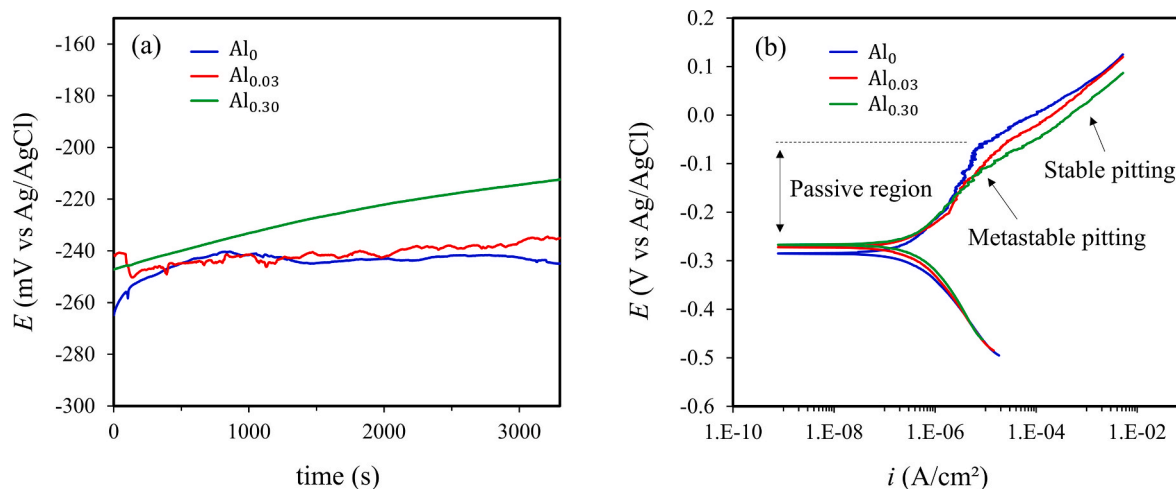 (a)
Al₀
Al₀.₀₃
Al₀.₃₀
E (mV vs Ag/AgCl)
-160
-180
-200
-220
-240
-260
-280
-300
0
1000
2000
3000
time (s)
(b)
Al₀
Al₀.₀₃
Al₀.₃₀
E (V vs Ag/AgCl)
0.2
0.1
0.0
-0.1
-0.2
-0.3
-0.4
-0.5
-0.6
Passive region
Stable pitting
Metastable pitting
1.E-10
1.E-08
1.E-06
1.E-04
1.E-02
i (A/cm²)